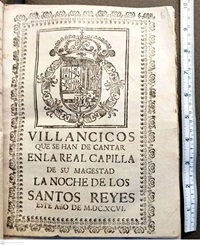 VILLANCICOS
QUE SE HAN DE CANTAR
EN LA REAL CAPILLA
DE SU MAGESTAD
LA NOCHE DE LOS
SANTOS REYES
ESTE AÑO DE M.DC.XCVI.